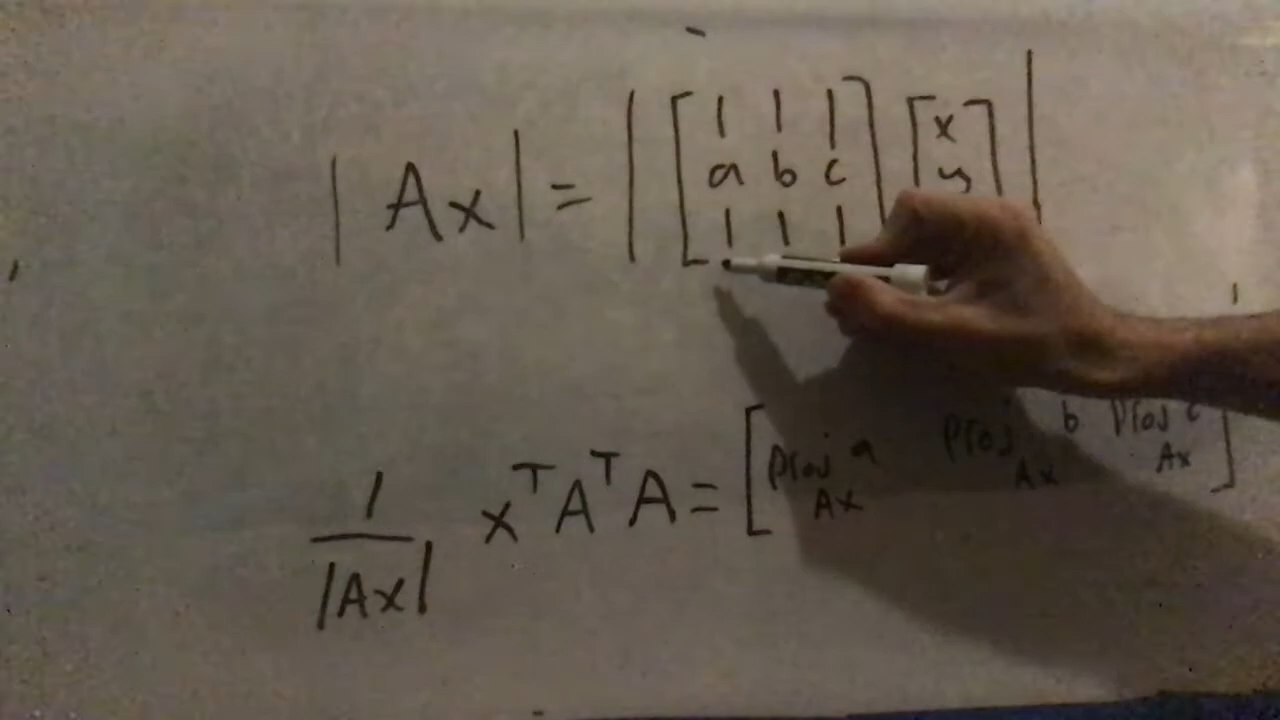 | Ax | = | [ | | | ] [ x ] |
a b c y
| | |
1/|Ax| xᵀAᵀA = [ proj_Ax a proj_Ax b proj_Ax c ]